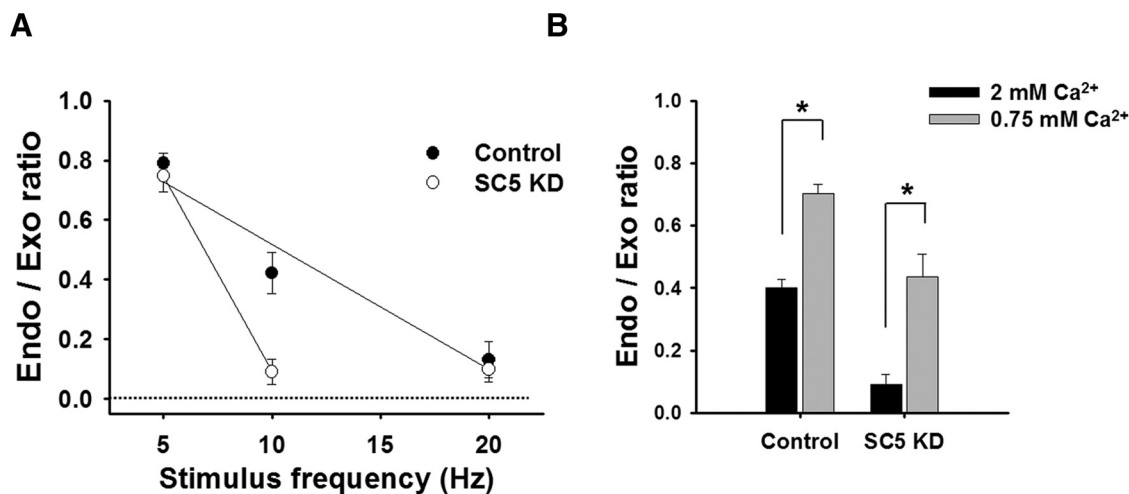 A
Endo / Exo ratio
1.0
0.8
0.6
0.4
0.2
0.0
5
10
15
20
Stimulus frequency (Hz)
Control
SC5 KD
B
Endo / Exo ratio
1.0
0.8
0.6
0.4
0.2
0.0
*
*
Control
SC5 KD
2 mM Ca²⁺
0.75 mM Ca²⁺